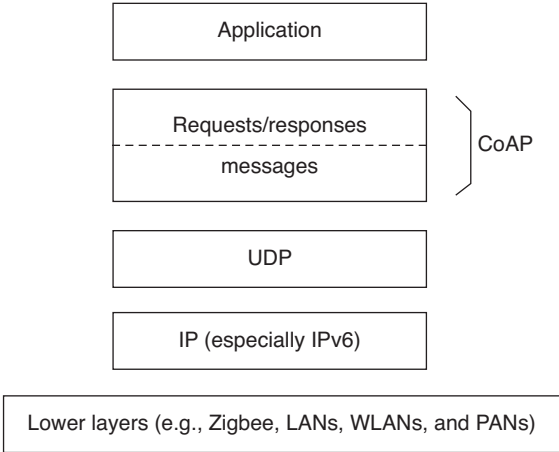 Application
Requests/responses
CoAP
messages
UDP
IP (especially IPv6)
Lower layers (e.g., Zigbee, LANs, WLANs, and PANs)